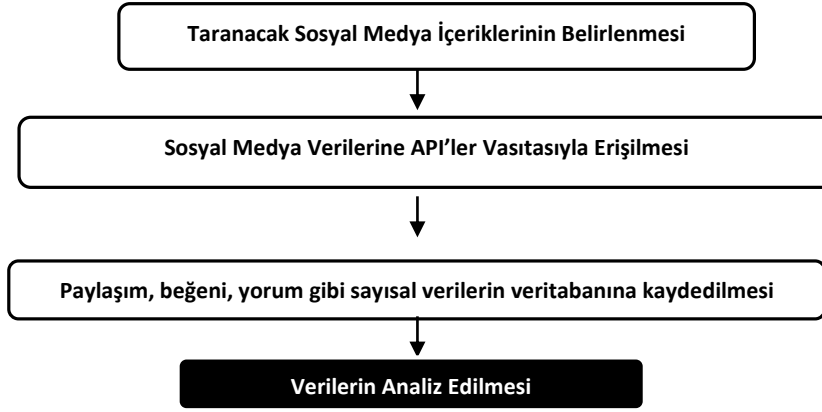 Taranacak Sosyal Medya İçeriklerinin Belirlenmesi
Sosyal Medya Verilerine API’ler Vasıtasıyla Erişilmesi
Paylaşım, beğeni, yorum gibi sayısal verilerin veritabanına kaydedilmesi
Verilerin Analiz Edilmesi